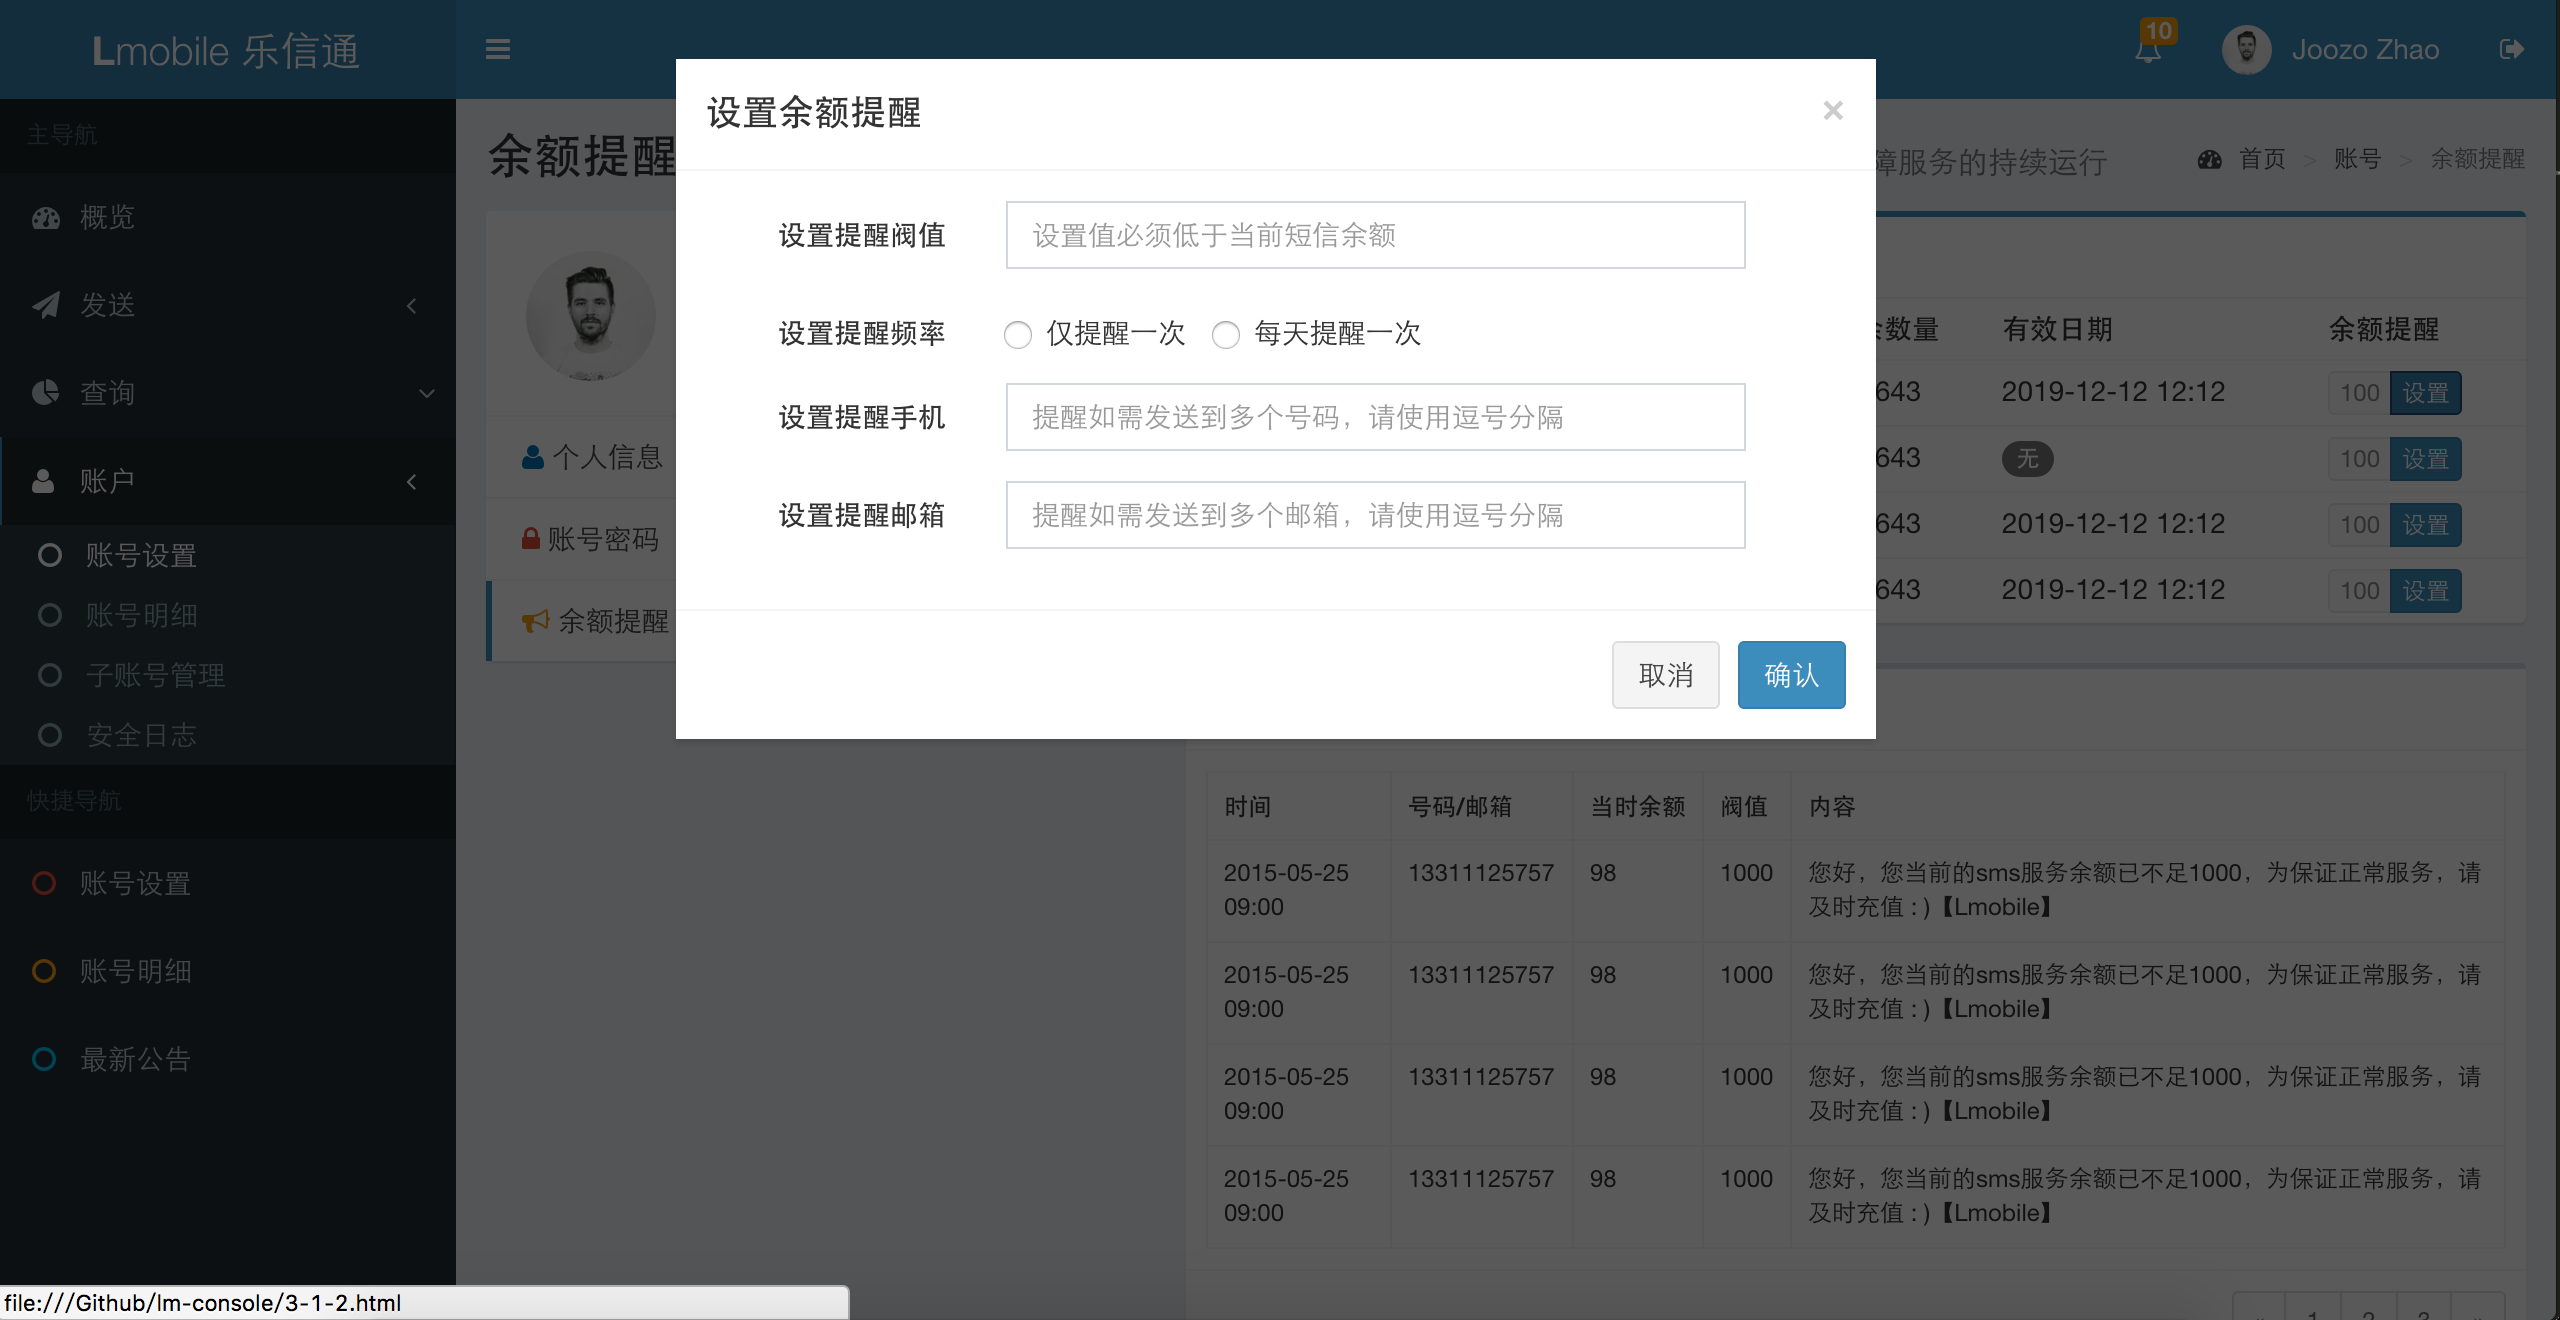 Lmobile 乐信通
10
Joozo Zhao
主导航
概览
发送
查询
账户
账号设置
账号明细
子账号管理
安全日志
快捷导航
账号设置
账号明细
最新公告
余额提醒
障服务的持续运行
首页 > 账号 > 余额提醒
个人信息
账号密码
余额提醒
设置余额提醒
×
设置提醒阀值 设置值必须低于当前短信余额
设置提醒频率 仅提醒一次 每天提醒一次
设置提醒手机 提醒如需发送到多个号码，请使用逗号分隔
设置提醒邮箱 提醒如需发送到多个邮箱，请使用逗号分隔
取消 确认
数量 有效日期 余额提醒
643 2019-12-12 12:12 100 设置
643 无 100 设置
643 2019-12-12 12:12 100 设置
643 2019-12-12 12:12 100 设置
时间 号码/邮箱 当时余额 阀值 内容
2015-05-25 13311125757 98 1000 您好，您当前的sms服务余额已不足1000，为保证正常服务，请
09:00 及时充值 : )【Lmobile】
2015-05-25 13311125757 98 1000 您好，您当前的sms服务余额已不足1000，为保证正常服务，请
09:00 及时充值 : )【Lmobile】
2015-05-25 13311125757 98 1000 您好，您当前的sms服务余额已不足1000，为保证正常服务，请
09:00 及时充值 : )【Lmobile】
2015-05-25 13311125757 98 1000 您好，您当前的sms服务余额已不足1000，为保证正常服务，请
09:00 及时充值 : )【Lmobile】
« 1 2 3 »
file:///Github/lm-console/3-1-2.html